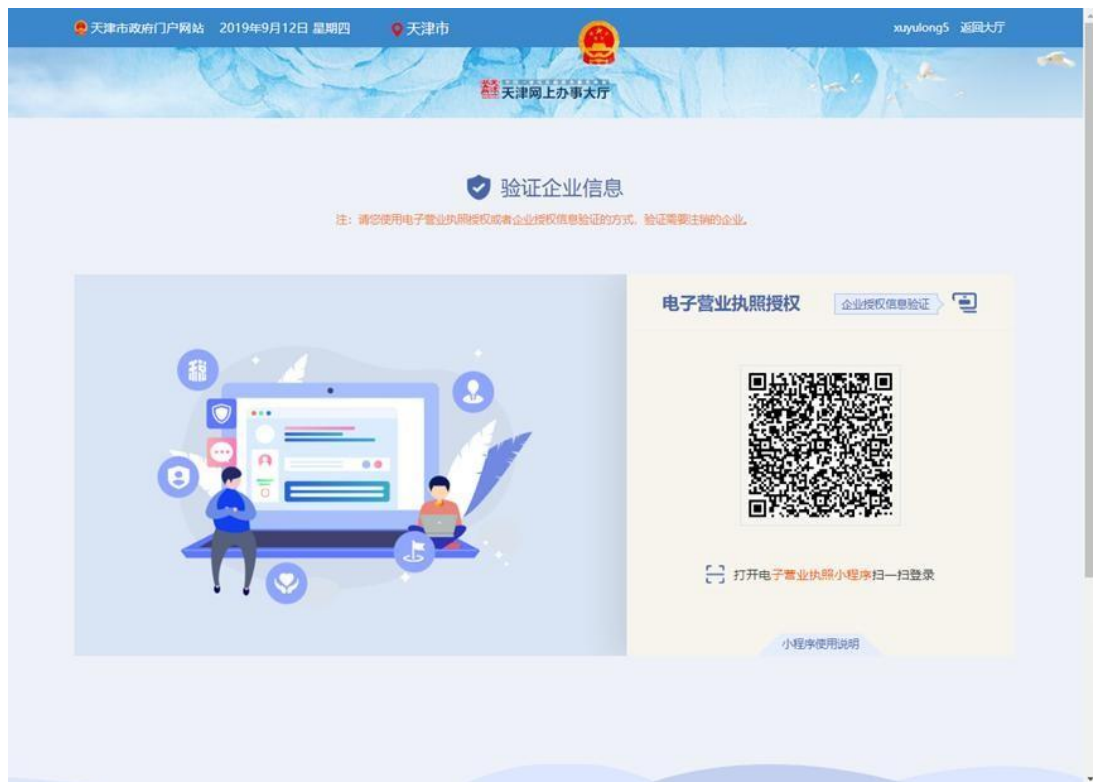 天津市政府门户网站 2019年9月12日 星期四 天津市 xuyulong5 返回大厅
天津网上办事大厅
验证企业信息
注：请您使用电子营业执照授权或者企业授权信息验证的方式，验证需要注销的企业。
电子营业执照授权 企业授权信息验证
税
打开电子营业执照小程序扫一扫登录
小程序使用说明